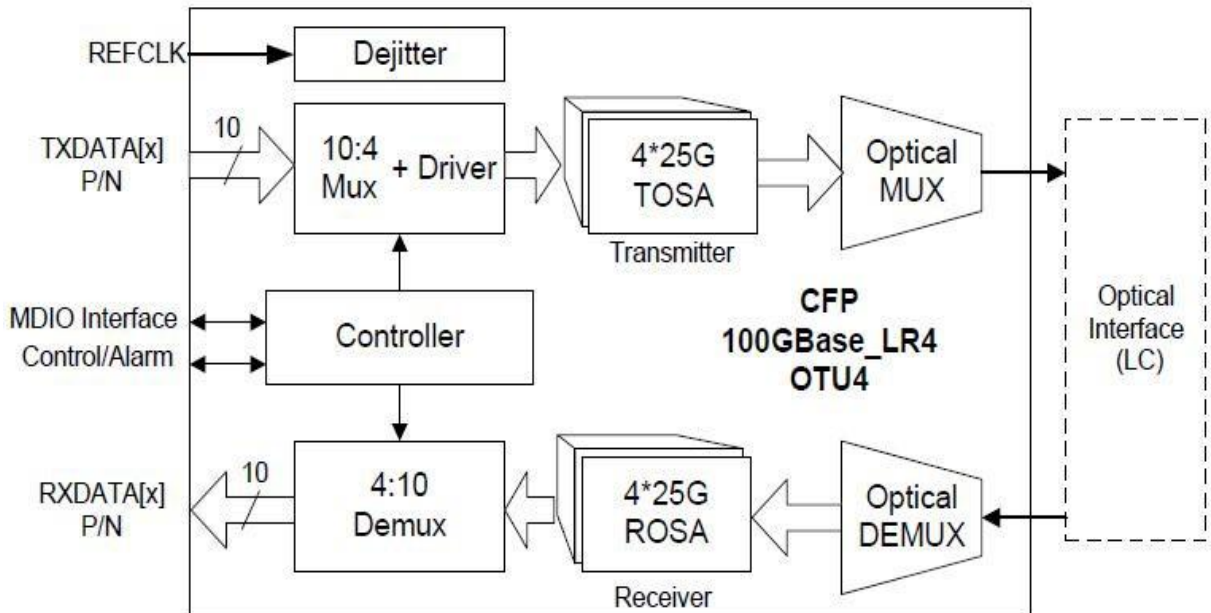 REFCLK
Dejitter
10
TXDATA[x]
P/N
10:4
Mux
+ Driver
4*25G
TOSA
Transmitter
Optical
MUX
MDIO Interface
Control/Alarm
Controller
CFP
100GBase_LR4
OTU4
Optical
Interface
(LC)
10
RXDATA[x]
P/N
4:10
Demux
4*25G
ROSA
Receiver
Optical
DEMUX